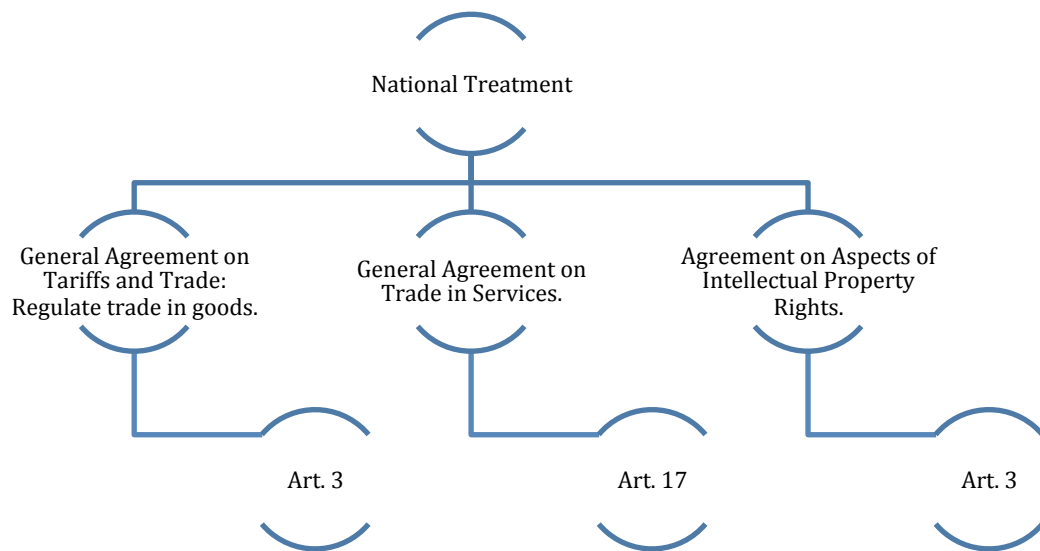 National Treatment
General Agreement on
Tariffs and Trade:
Regulate trade in goods.
General Agreement on
Trade in Services.
Agreement on Aspects of
Intellectual Property
Rights.
Art. 3
Art. 17
Art. 3